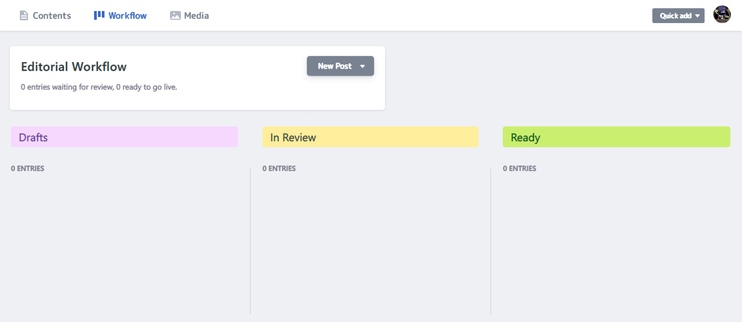 Contents
Workflow
Media
Quick add
Editorial Workflow
New Post
0 entries waiting for review, 0 ready to go live.
Drafts
In Review
Ready
0 ENTRIES
0 ENTRIES
0 ENTRIES